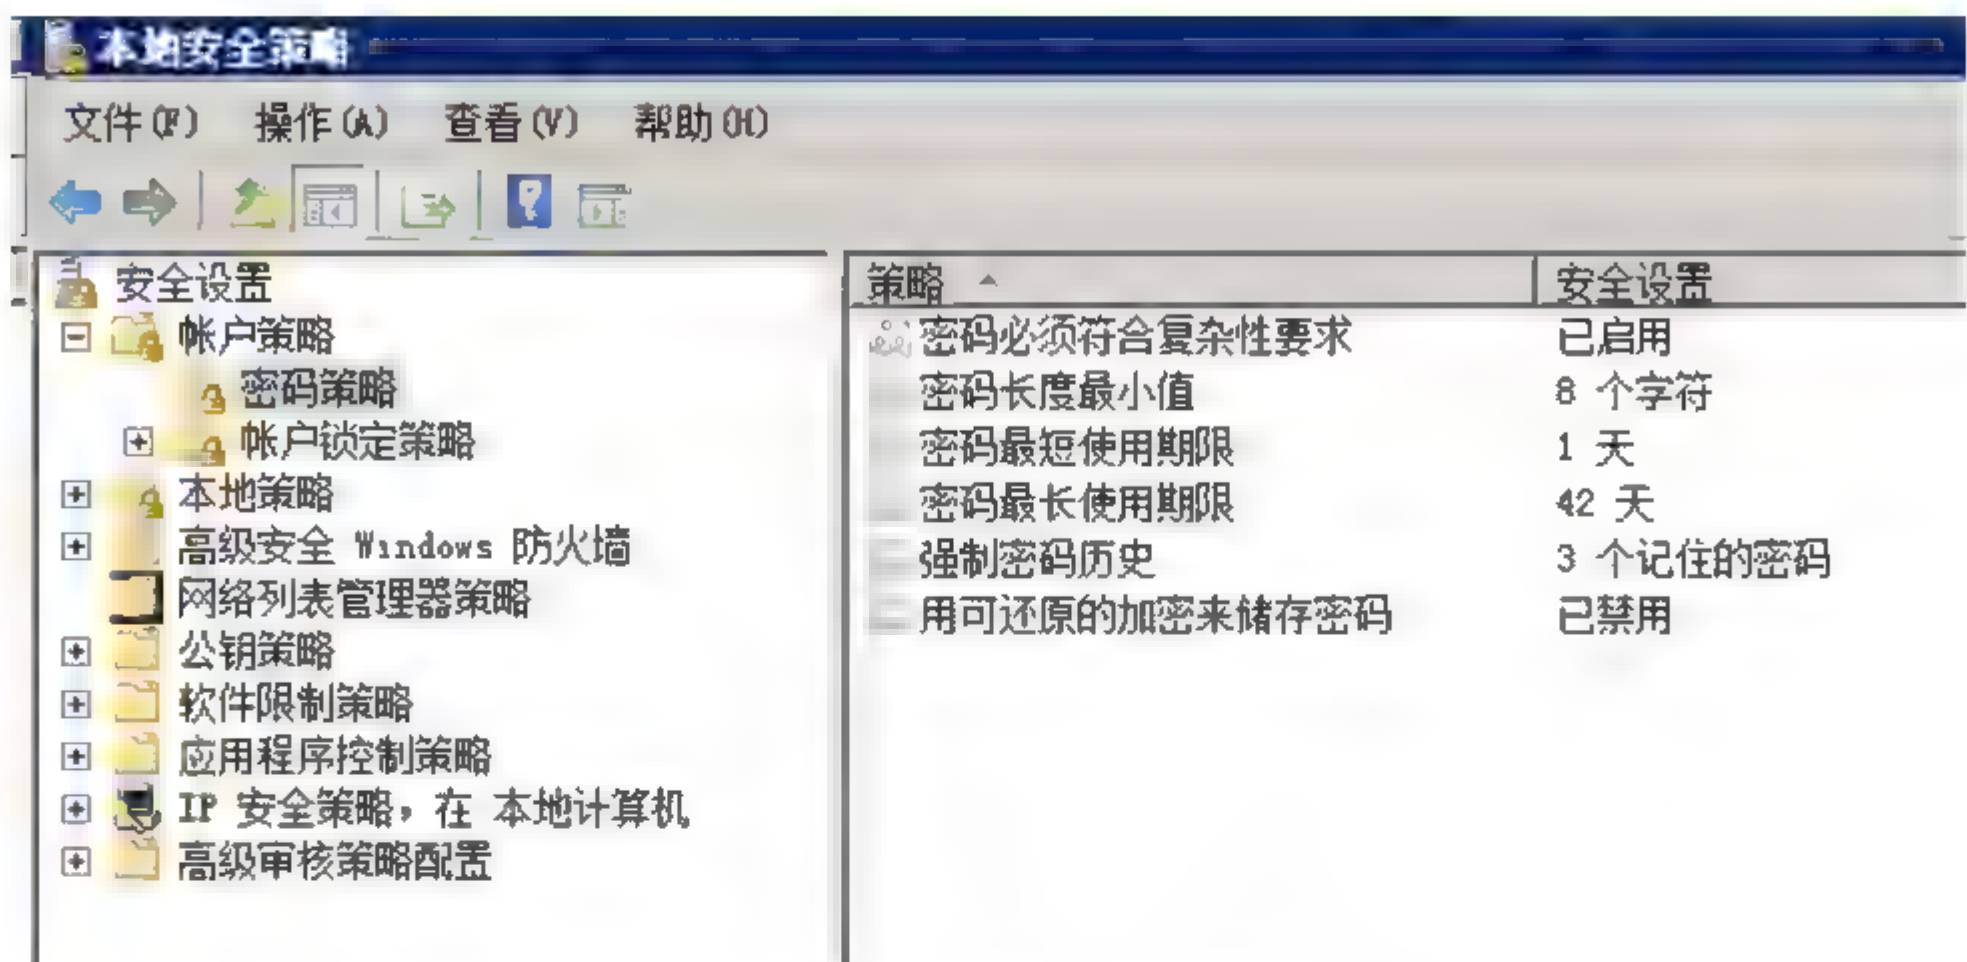 本地安全策略
文件(F) 操作(A) 查看(V) 帮助(H)
安全设置
帐户策略
密码策略
帐户锁定策略
本地策略
高级安全 Windows 防火墙
网络列表管理器策略
公钥策略
软件限制策略
应用程序控制策略
IP 安全策略，在 本地计算机
高级审核策略配置
策略 安全设置
密码必须符合复杂性要求 已启用
密码长度最小值 8 个字符
密码最短使用期限 1 天
密码最长使用期限 42 天
强制密码历史 3 个记住的密码
用可还原的加密来储存密码 已禁用